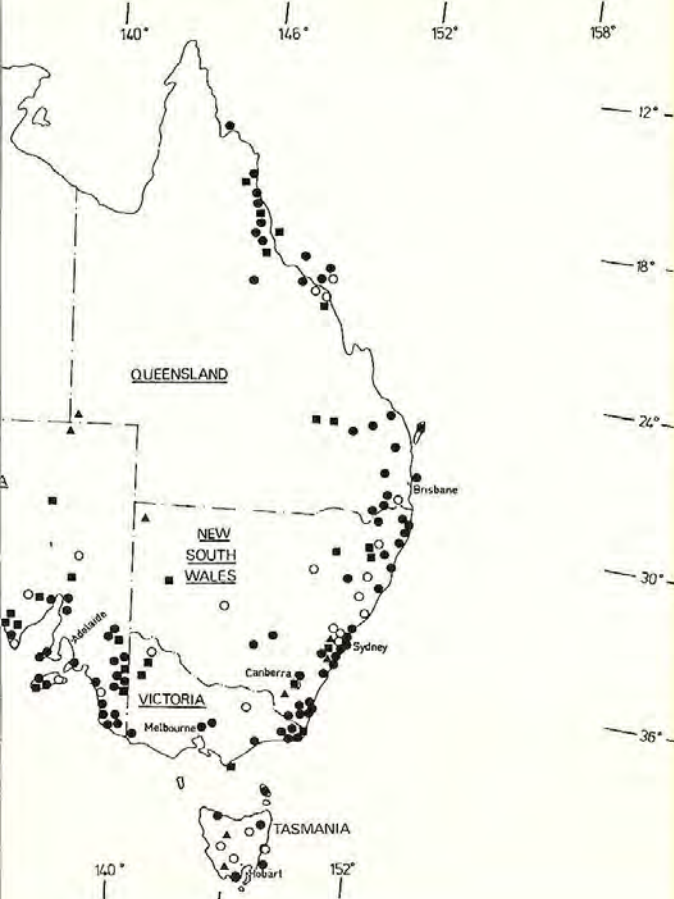 140° 146° 152° 158°
12°
18°
QUEENSLAND
24°
A
Brisbane
NEW
SOUTH
WALES
30°
Adelaide
Sydney
Canberra
VICTORIA
Melbourne
36°
TASMANIA
Hobart
140° 152°